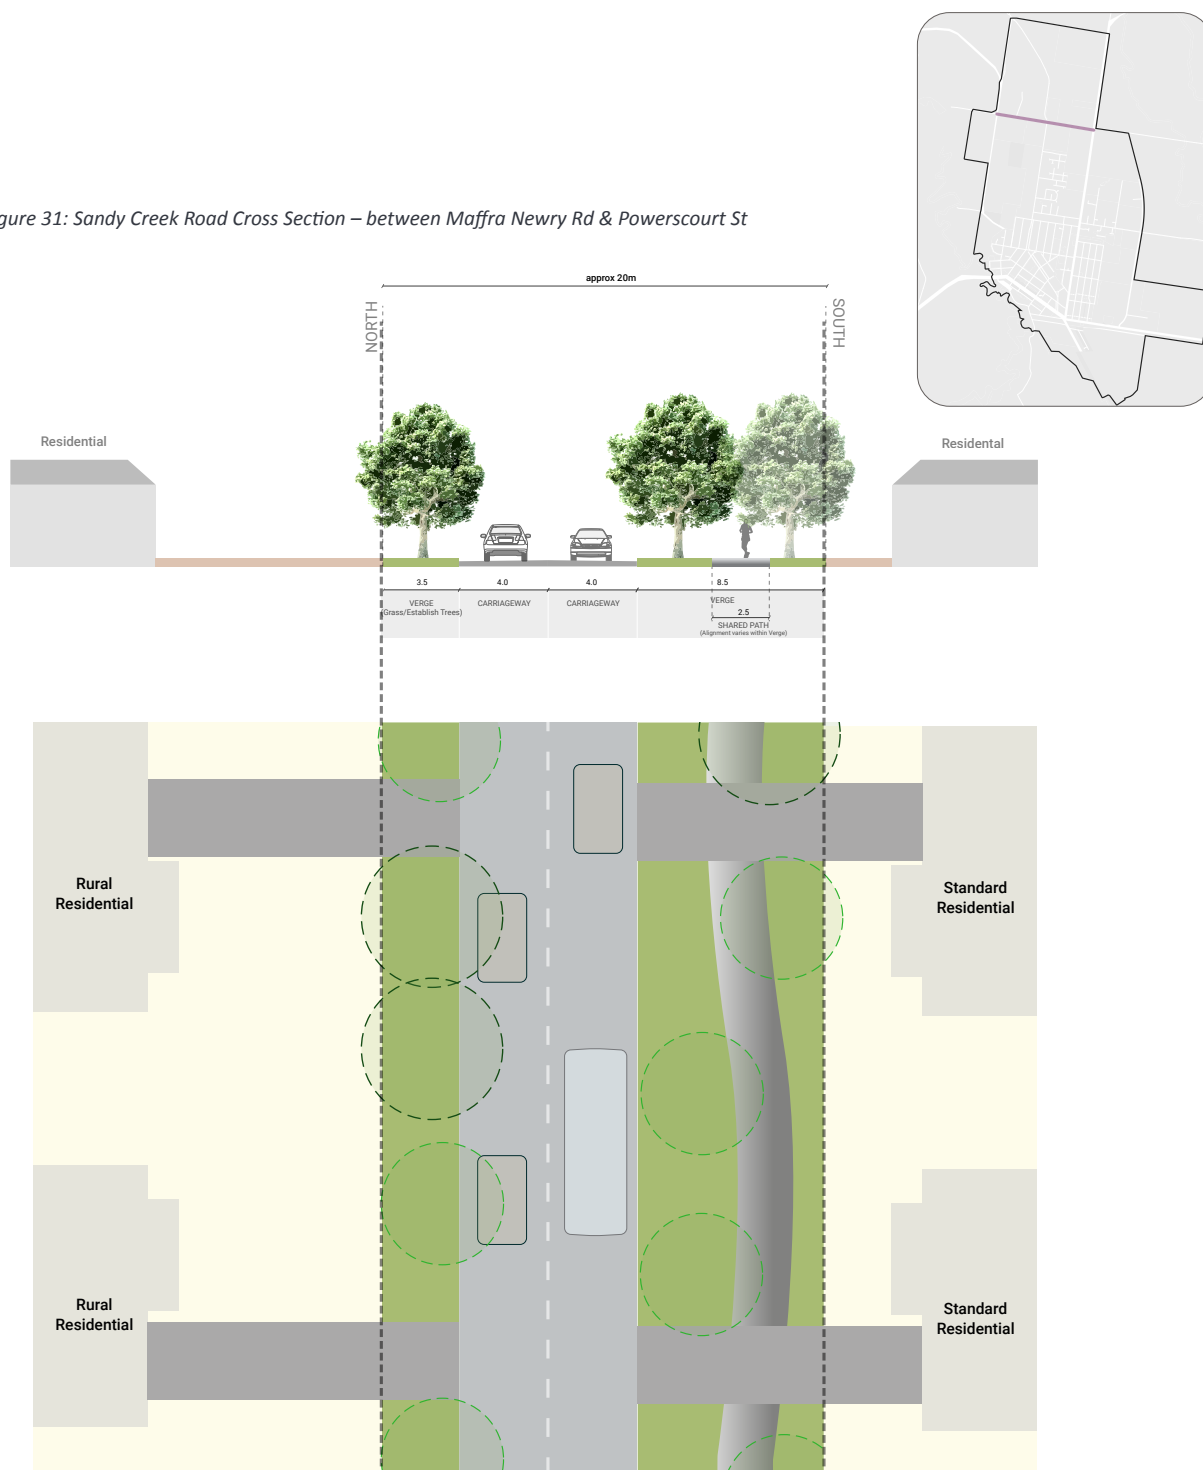 gure 31: Sandy Creek Road Cross Section – between Maffra Newry Rd & Powerscourt St
approx 20m
NORTH
SOUTH
Residential
Residental
3.5
4.0
4.0
8.5
VERGE
(Grass/Establish Trees)
CARRIAGEWAY
CARRIAGEWAY
VERGE
2.5
SHARED PATH
(Alignment varies within Verge)
Rural
Residential
Standard
Residential
Rural
Residential
Standard
Residential